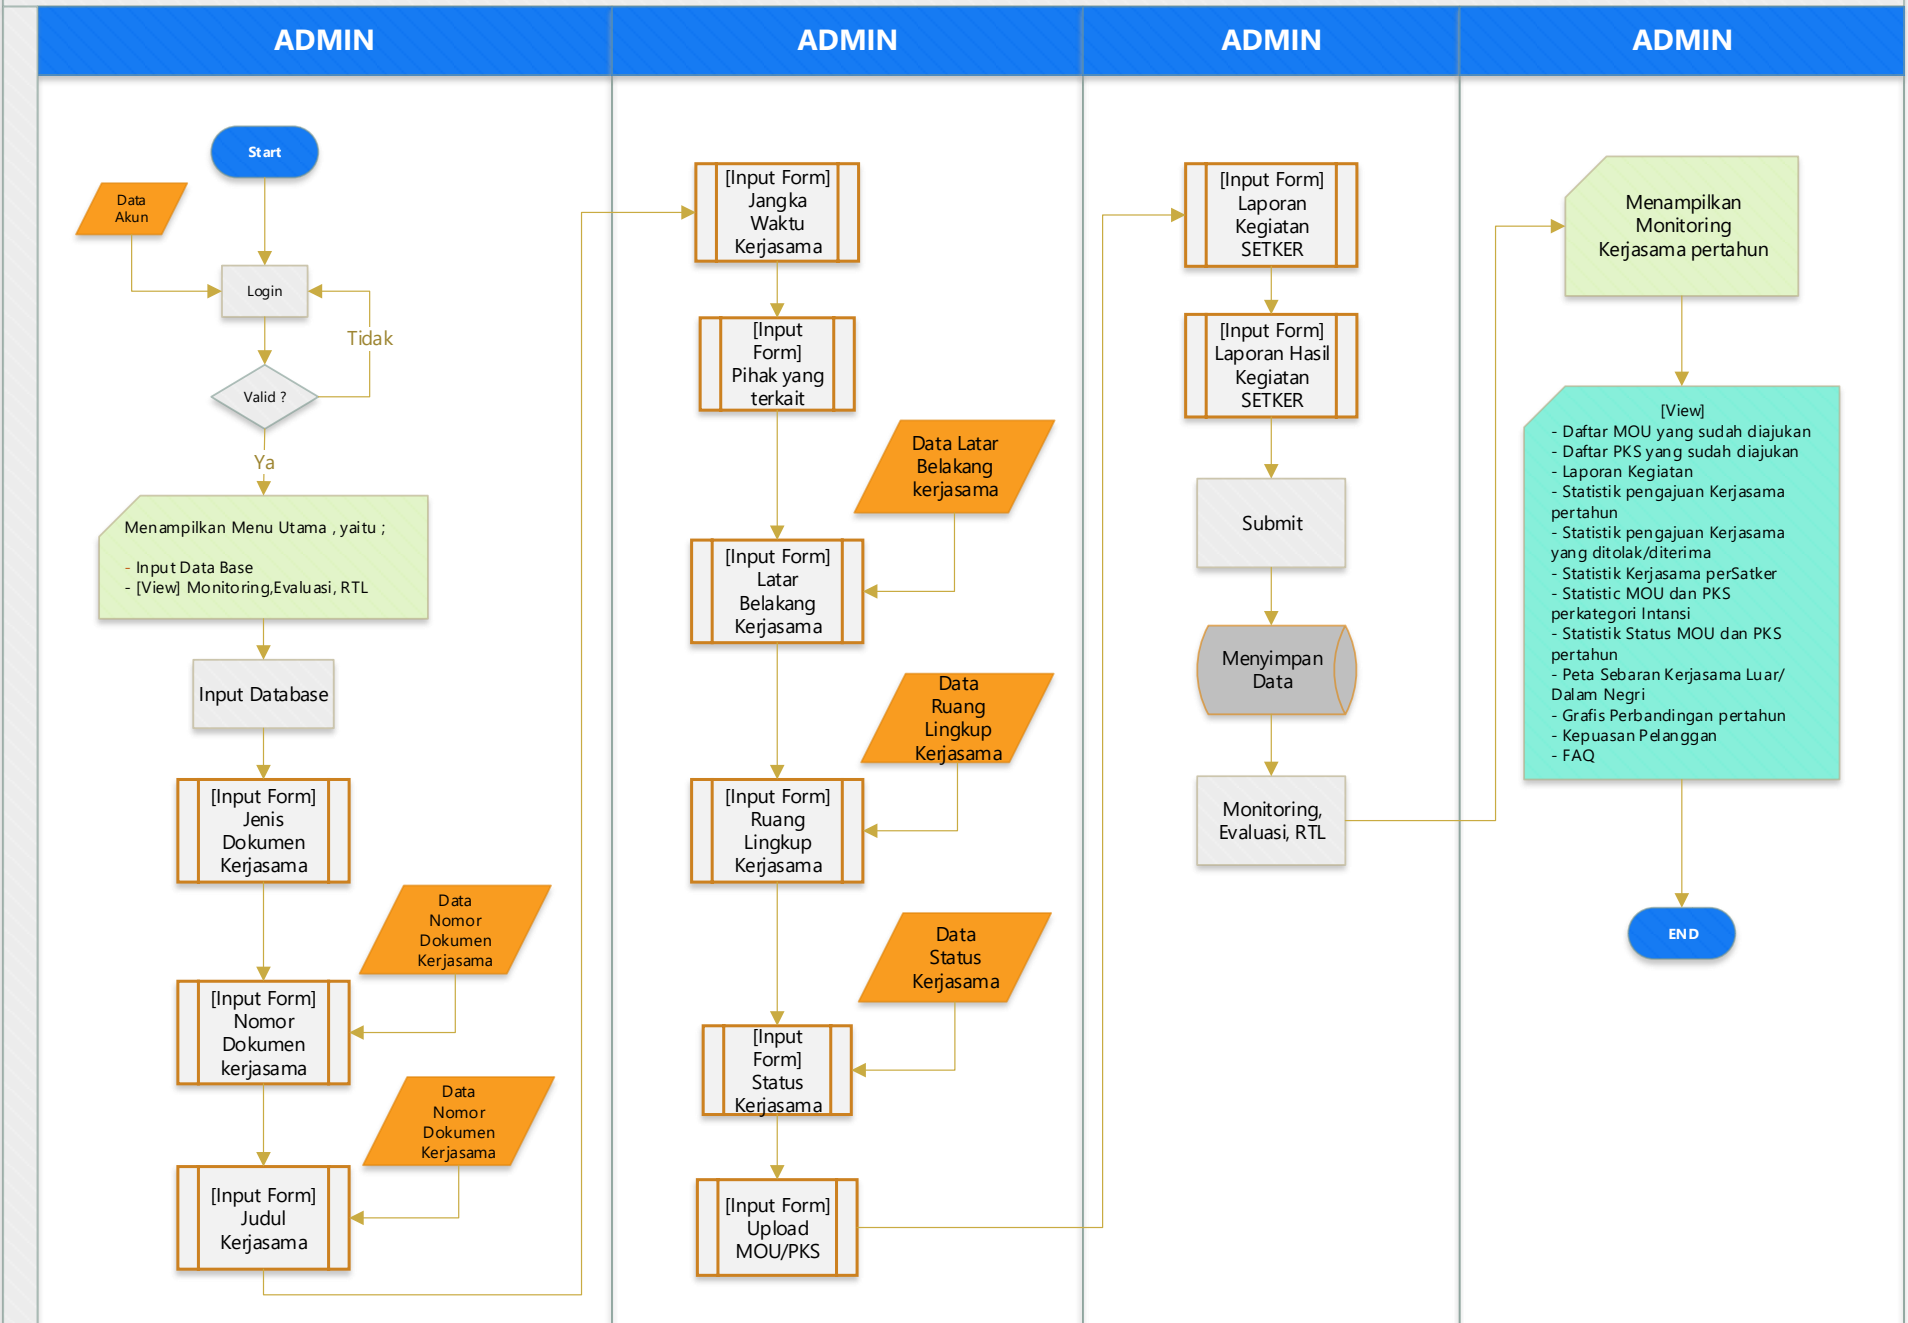 ADMIN
ADMIN
ADMIN
ADMIN
Start
Data
Akun
Login
Tidak
Valid ?
Ya
Menampilkan Menu Utama , yaitu ;
- Input Data Base
- [View] Monitoring,Evaluasi, RTL
Input Database
[Input Form]
Jenis
Dokumen
Kerjasama
Data
Nomor
Dokumen
Kerjasama
[Input Form]
Nomor
Dokumen
kerjasama
Data
Nomor
Dokumen
Kerjasama
[Input Form]
Judul
Kerjasama
[Input Form]
Jangka
Waktu
Kerjasama
[Input
Form]
Pihak yang
terkait
Data Latar
Belakang
kerjasama
[Input Form]
Latar
Belakang
Kerjasama
Data
Ruang
Lingkup
Kerjasama
[Input Form]
Ruang
Lingkup
Kerjasama
Data
Status
Kerjasama
[Input
Form]
Status
Kerjasama
[Input Form]
Upload
MOU/PKS
[Input Form]
Laporan
Kegiatan
SETKER
[Input Form]
Laporan Hasil
Kegiatan
SETKER
Submit
Menyimpan
Data
Monitoring,
Evaluasi, RTL
Menampilkan
Monitoring
Kerjasama pertahun
[View]
- Daftar MOU yang sudah diajukan
- Daftar PKS yang sudah diajukan
- Laporan Kegiatan
- Statistik pengajuan Kerjasama
pertahun
- Statistik pengajuan Kerjasama
yang ditolak/diterima
- Statistik Kerjasama perSatker
- Statistic MOU dan PKS
perkategori Intansi
- Statistik Status MOU dan PKS
pertahun
- Peta Sebaran Kerjasama Luar/
Dalam Negri
- Grafis Perbandingan pertahun
- Kepuasan Pelanggan
- FAQ
END